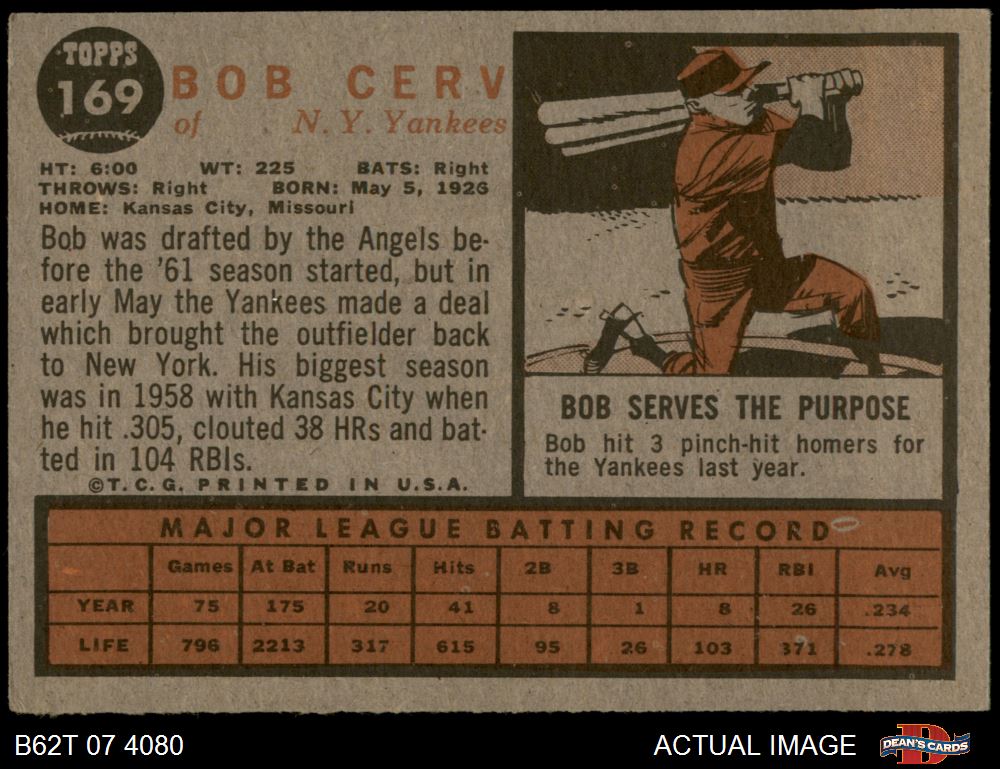 TOPPS
169
BOB CERV
of N. Y. Yankees
HT: 6:00 WT: 225 BATS: Right
THROWS: Right BORN: May 5, 1926
HOME: Kansas City, Missouri
Bob was drafted by the Angels be-
fore the '61 season started, but in
early May the Yankees made a deal
which brought the outfielder back
to New York. His biggest season
was in 1958 with Kansas City when
he hit .305, clouted 38 HRs and bat-
ted in 104 RBIs.
©T. C. G. PRINTED IN U.S.A.
BOB SERVES THE PURPOSE
Bob hit 3 pinch-hit homers for
the Yankees last year.
MAJOR LEAGUE BATTING RECORD
Games At Bat Runs Hits 2B 3B HR RBI Avg
YEAR 75 175 20 41 8 1 8 26 .234
LIFE 796 2213 317 615 95 26 103 371 .278
B62T 07 4080
ACTUAL IMAGE
DEAN'S CARDS